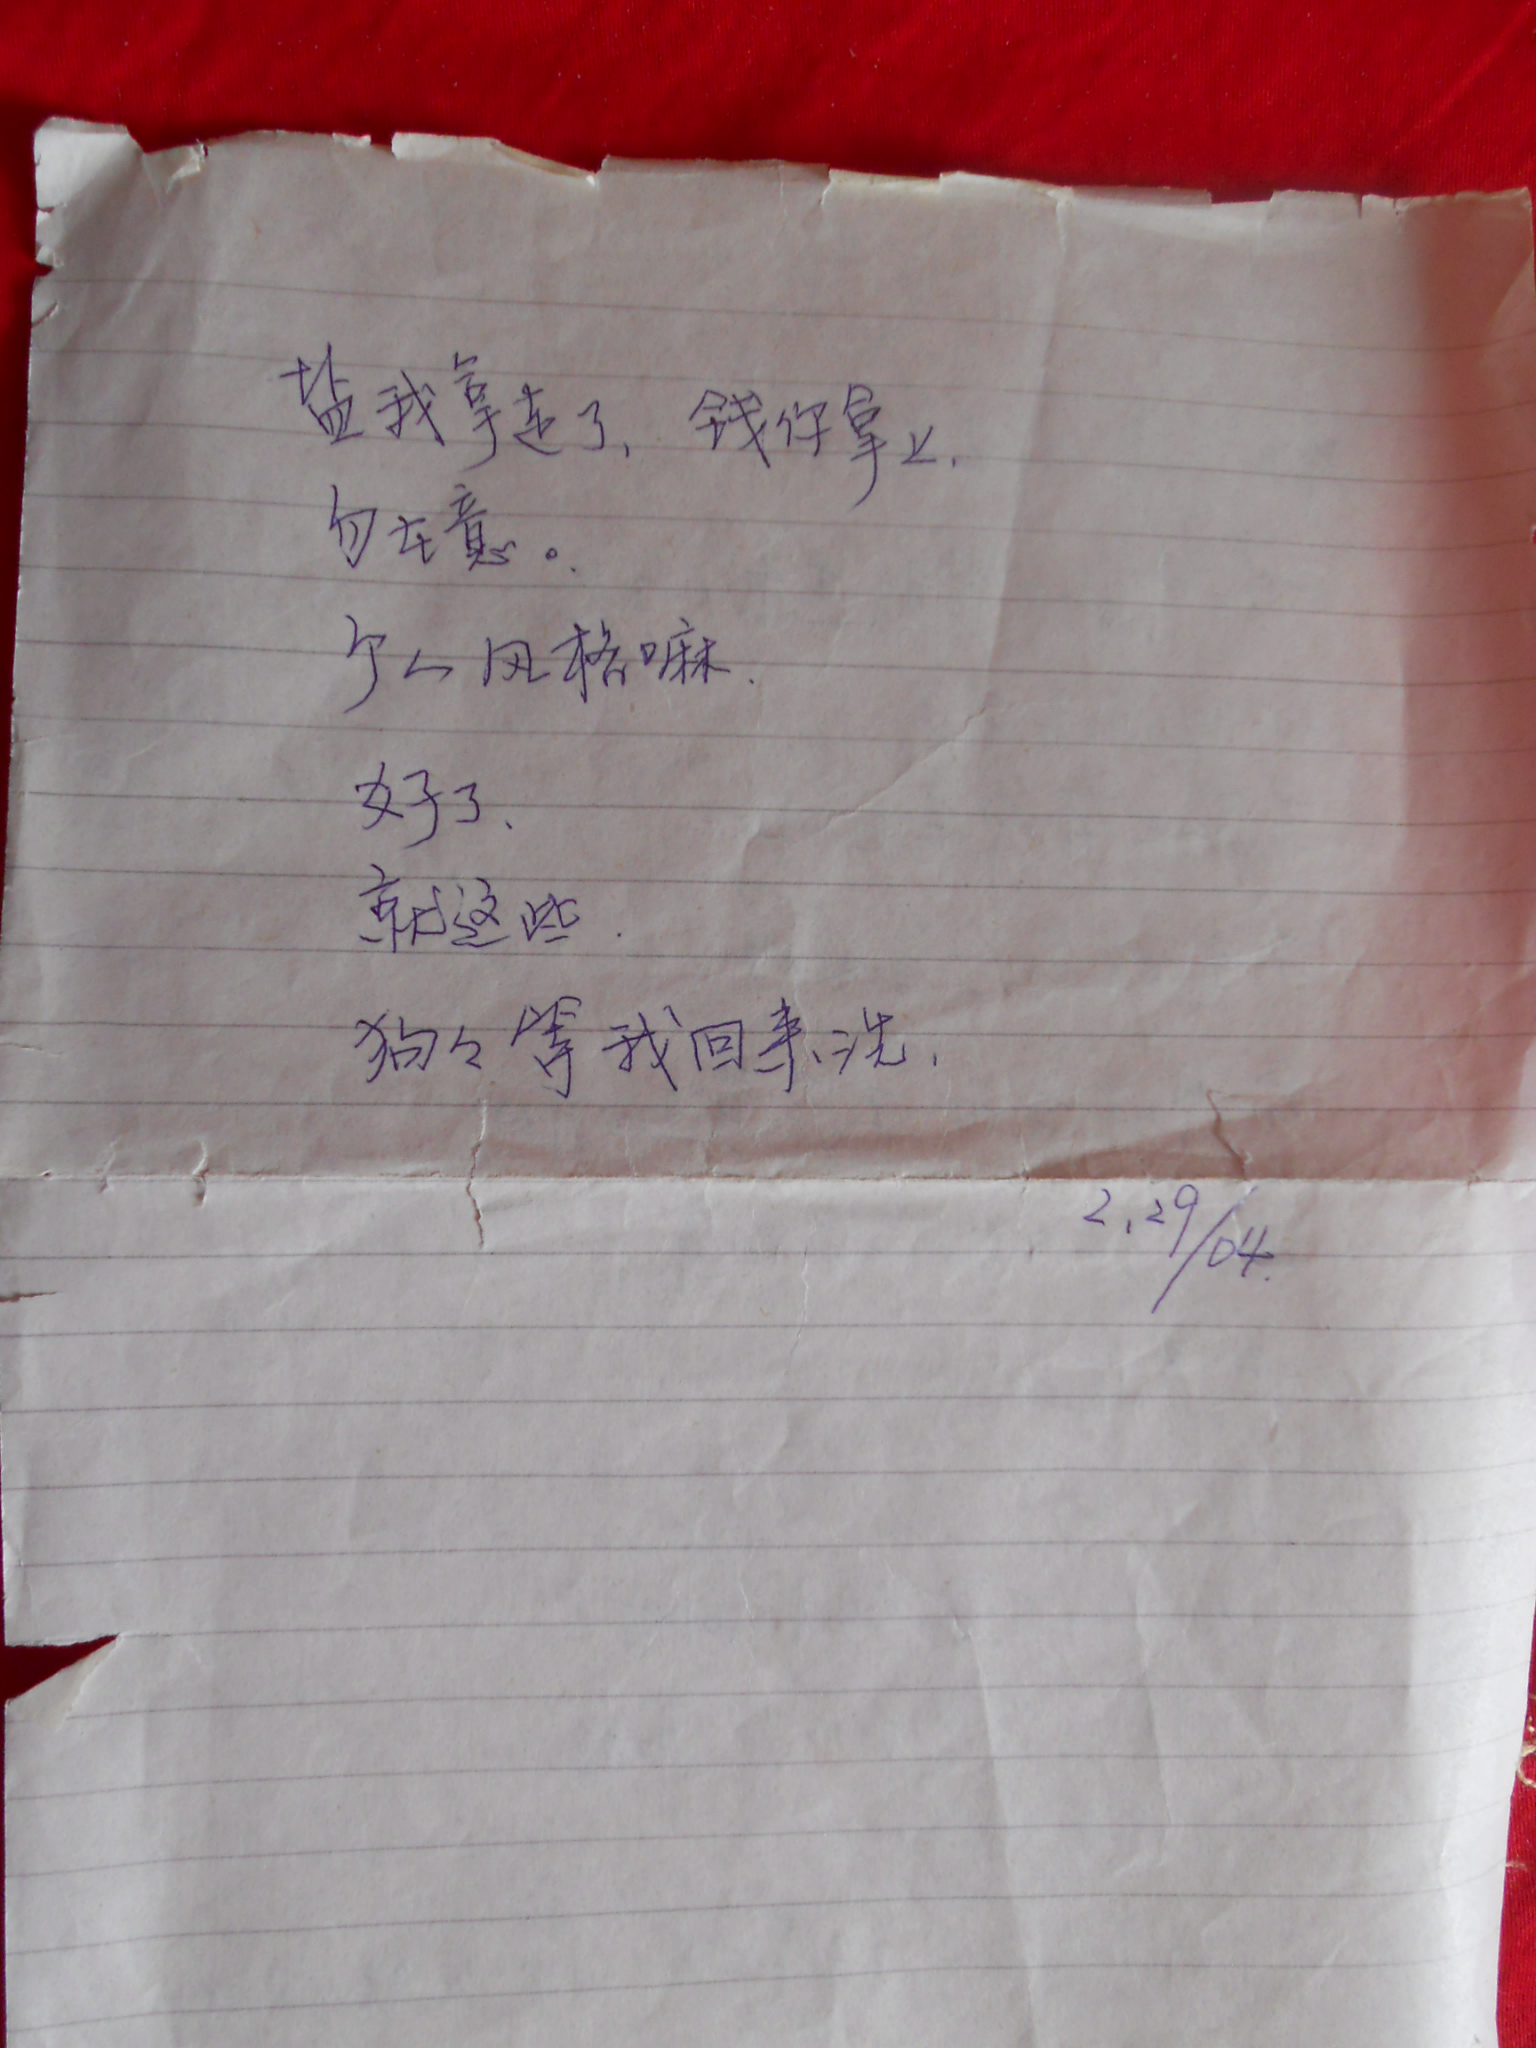 盐我拿走了, 钱你拿上.
勿在意。.
个人风格嘛.
好了、
就这些.
狗々等我回来洗.
2.29/04.